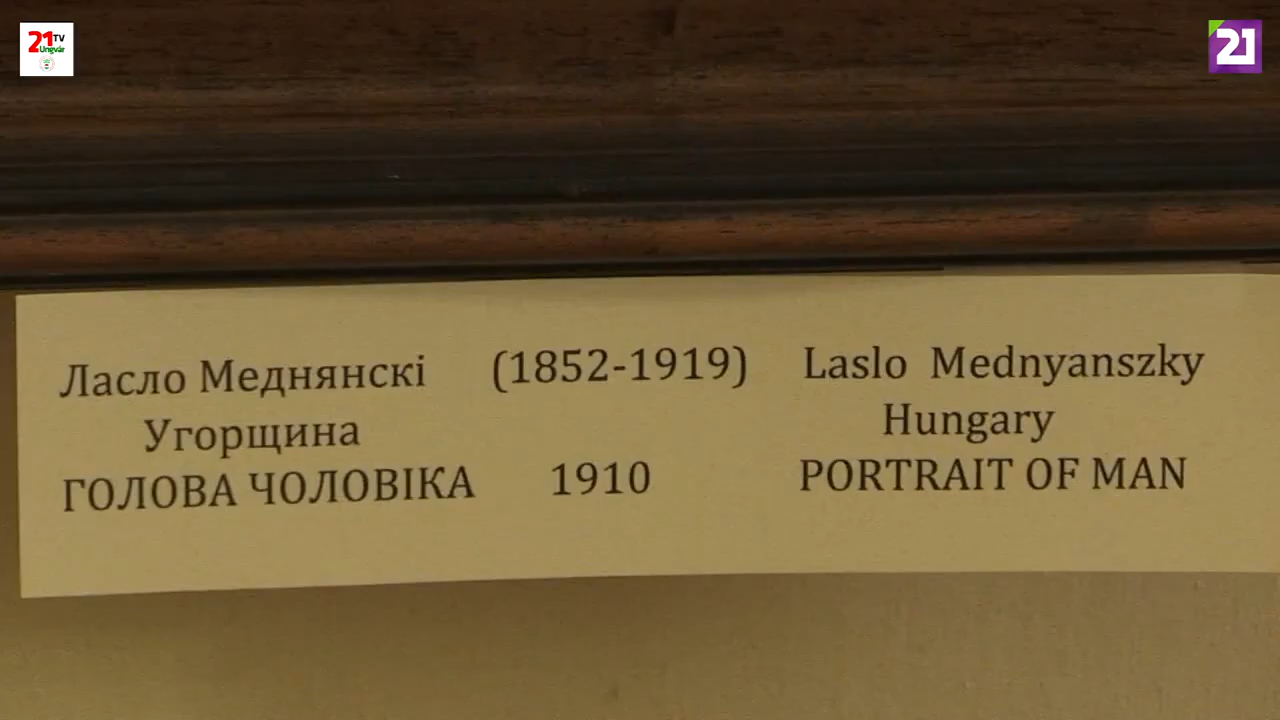 21 TV
Ungvár
21
Ласло Меднянскі (1852-1919) Laslo Mednyanszky
Угорщина Hungary
ГОЛОВА ЧОЛОВІКА 1910 PORTRAIT OF MAN